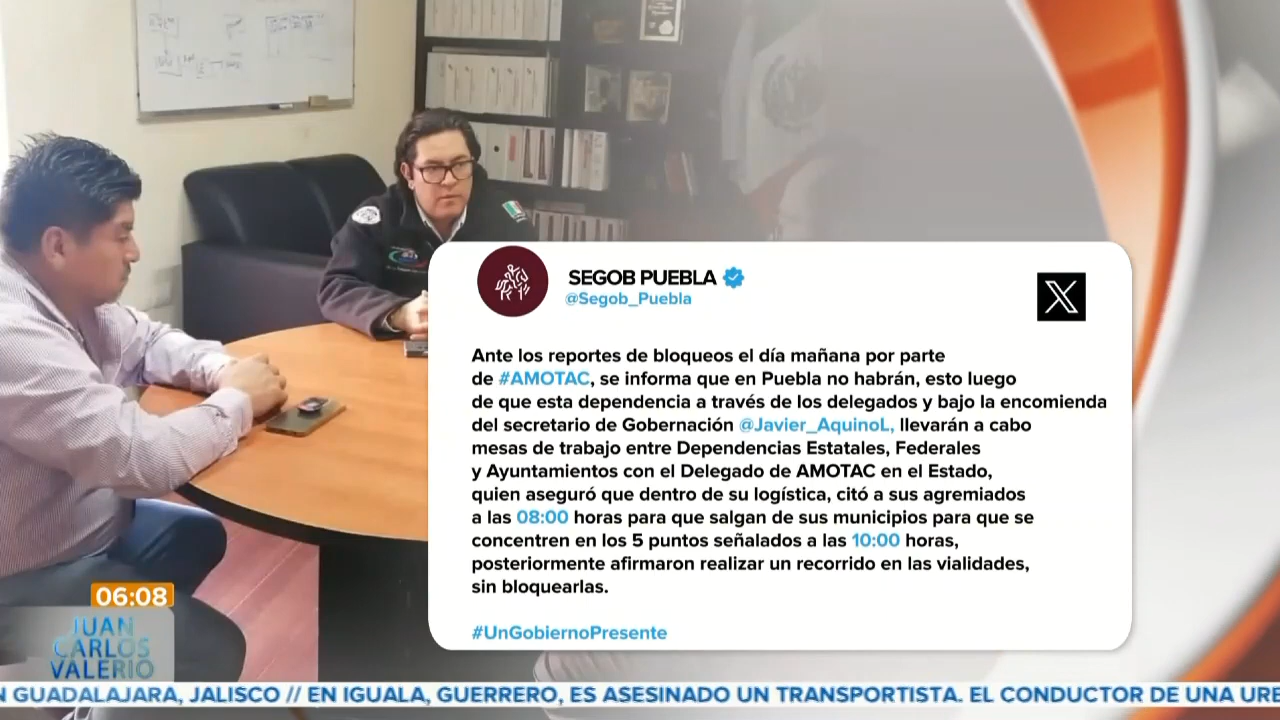 SEGOB PUEBLA
@Segob_Puebla
Ante los reportes de bloqueos el día mañana por parte
de #AMOTAC, se informa que en Puebla no habrán, esto luego
de que esta dependencia a través de los delegados y bajo la encomienda
del secretario de Gobernación @Javier_AquinoL, llevarán a cabo
mesas de trabajo entre Dependencias Estatales, Federales
y Ayuntamientos con el Delegado de AMOTAC en el Estado,
quien aseguró que dentro de su logística, citó a sus agremiados
a las 08:00 horas para que salgan de sus municipios para que se
concentren en los 5 puntos señalados a las 10:00 horas,
posteriormente afirmaron realizar un recorrido en las vialidades,
sin bloquearlas.
#UnGobiernoPresente
06:08
JUAN
CARLOS
VALERIO
N GUADALAJARA, JALISCO // EN IGUALA, GUERRERO, ES ASESINADO UN TRANSPORTISTA. EL CONDUCTOR DE UNA URB